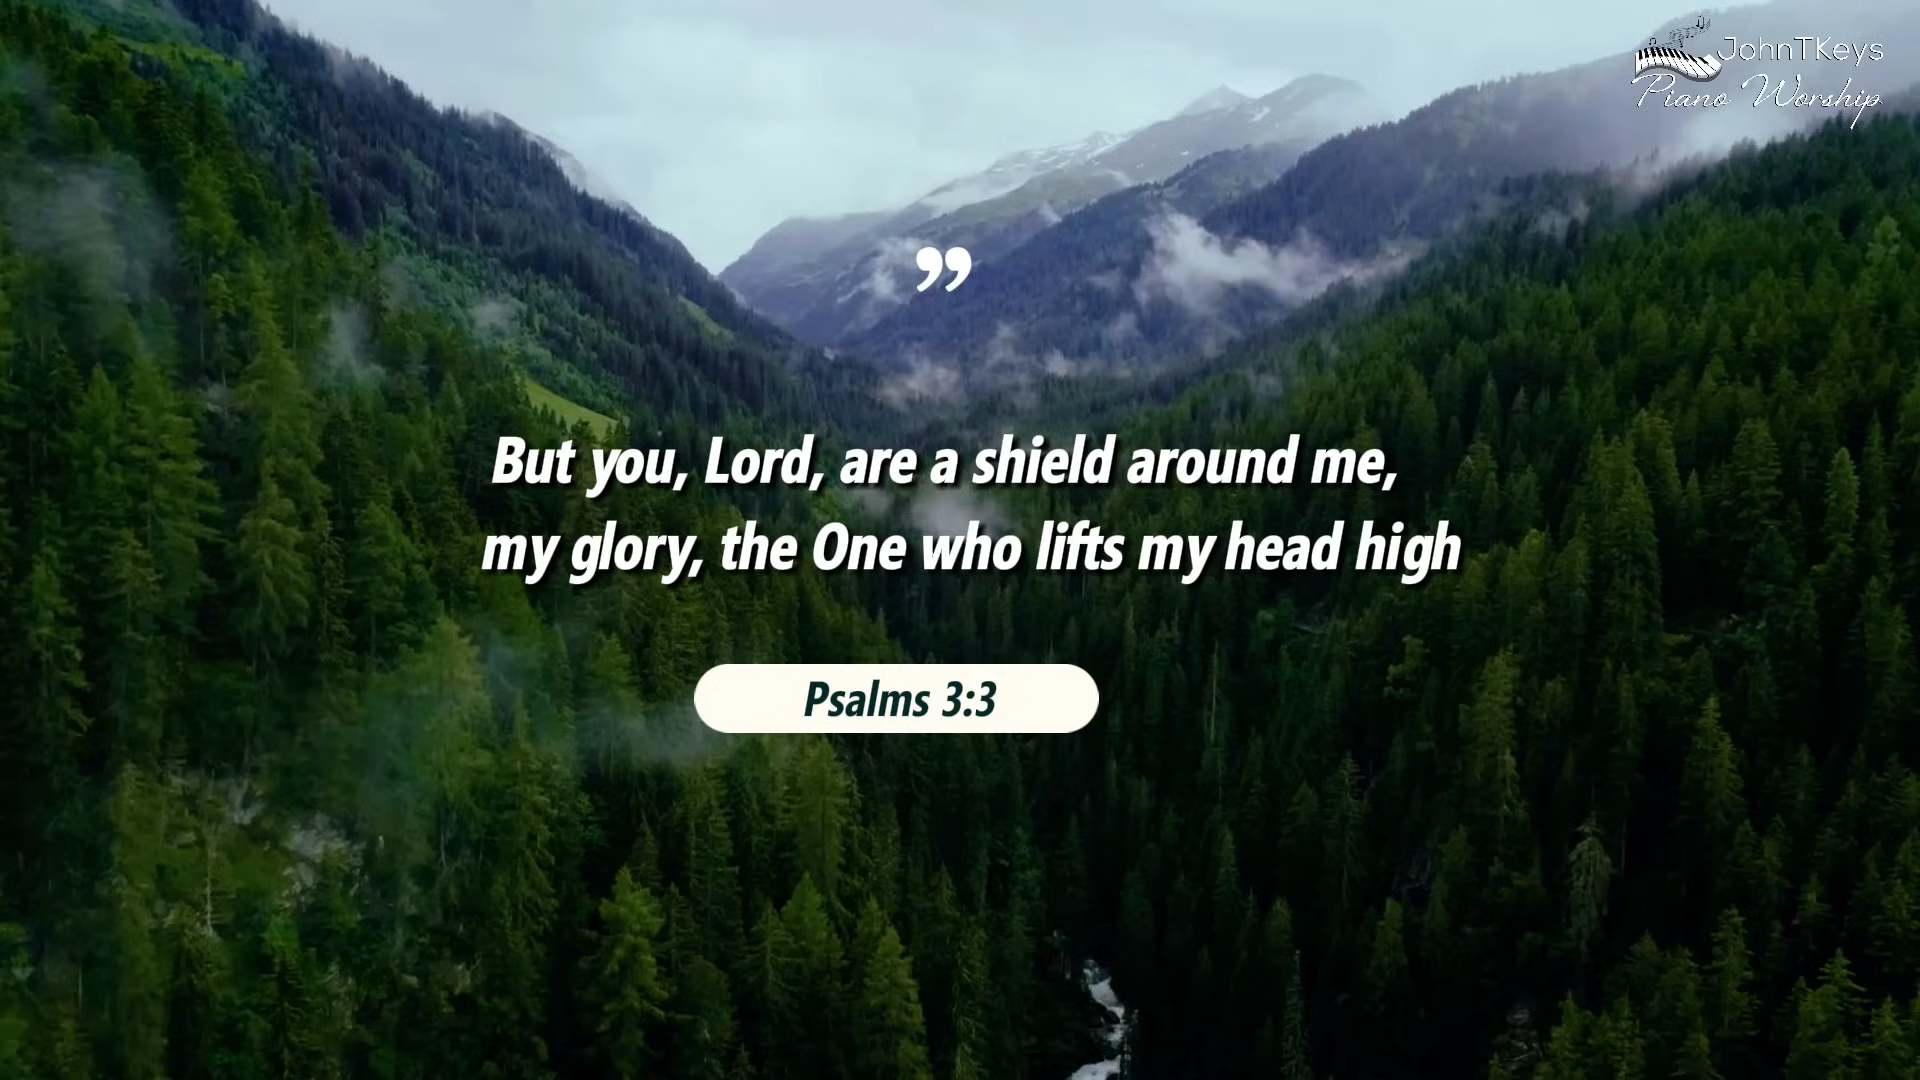 JohnTKeys
Piano Worship
”
But you, Lord, are a shield around me,
my glory, the One who lifts my head high
Psalms 3:3